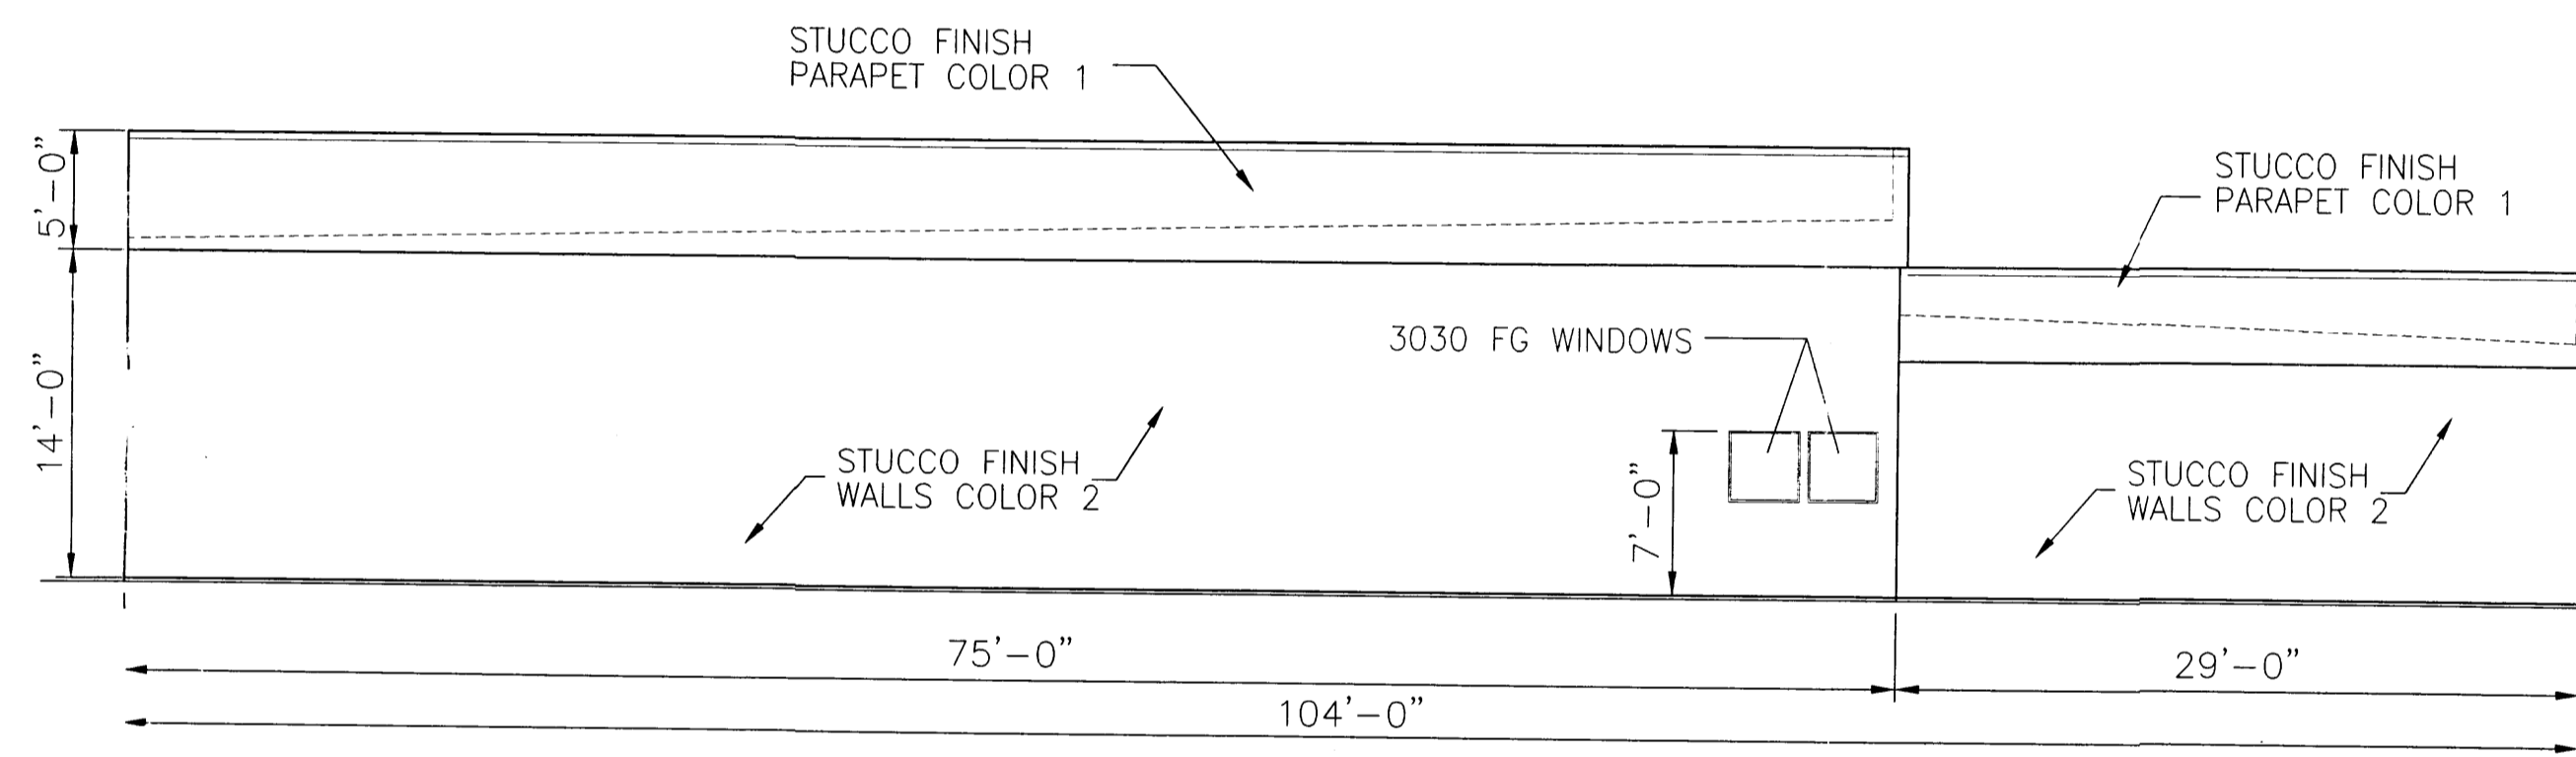 STUCCO FINISH
PARAPET COLOR 1
5'-0"
STUCCO FINISH
PARAPET COLOR 1
14'-0"
3030 FG WINDOWS
STUCCO FINISH
WALLS COLOR 2
7'-0"
STUCCO FINISH
WALLS COLOR 2
75'-0"
29'-0"
104'-0"